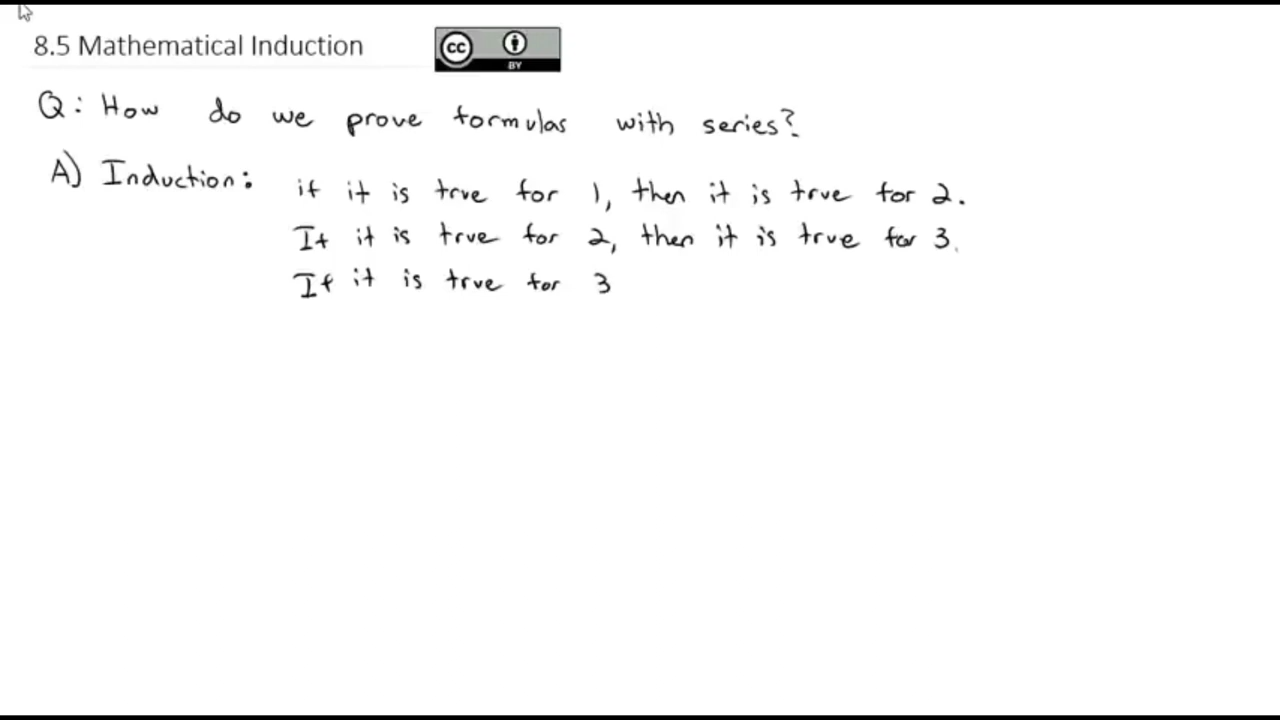 8.5 Mathematical Induction
cc BY
Q: How do we prove formulas with series?
A) Induction: if it is true for 1, then it is true for 2.
If it is true for 2, then it is true for 3.
If it is true for 3